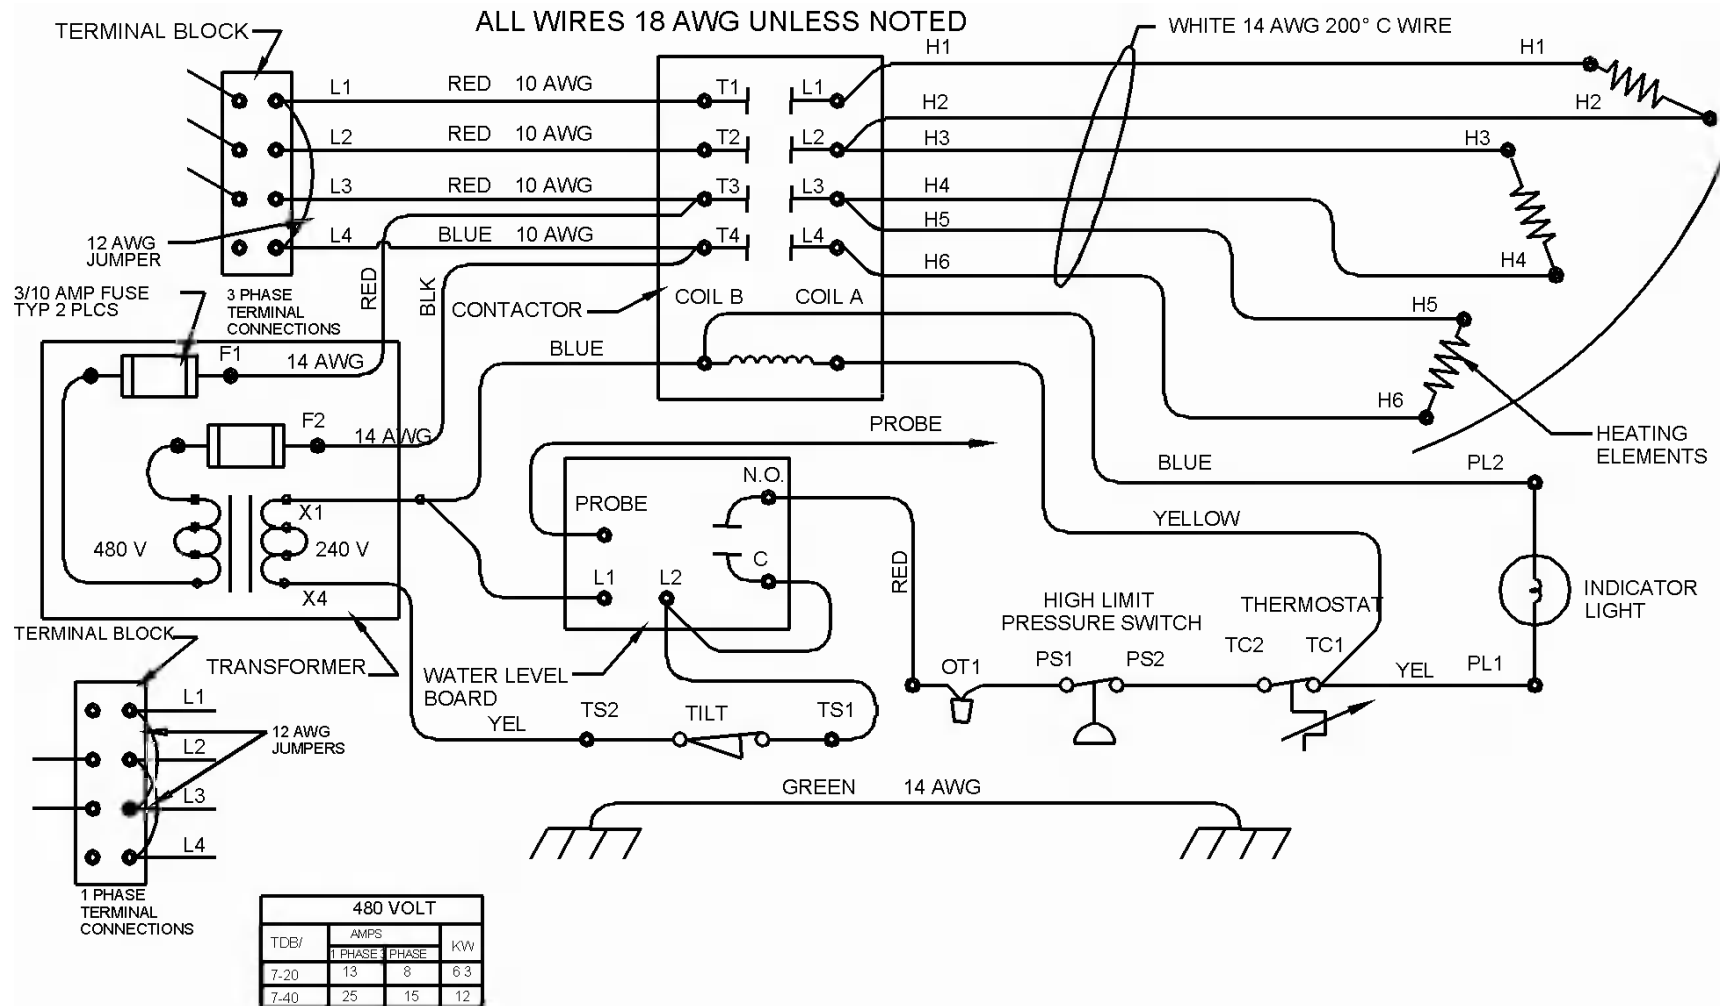 ALL WIRES 18 AWG UNLESS NOTED
TERMINAL BLOCK
WHITE 14 AWG 200° C WIRE
L1
RED 10 AWG
T1
L1
H1
H1
H2
H2
L2
RED 10 AWG
T2
L2
H3
H3
L3
RED 10 AWG
T3
L3
H4
H5
L4
BLUE 10 AWG
T4
L4
H6
H4
12 AWG
JUMPER
3/10 AMP FUSE
TYP 2 PLCS
3 PHASE
TERMINAL
CONNECTIONS
RED
BLK
CONTACTOR
COIL B
COIL A
H5
H6
HEATING
ELEMENTS
F1
14 AWG
BLUE
F2
14 AWG
PROBE
BLUE
PL2
N.O.
PROBE
X1
480 V
240 V
X4
C
L1
L2
RED
YELLOW
INDICATOR
LIGHT
HIGH LIMIT
PRESSURE SWITCH
THERMOSTAT
TERMINAL BLOCK
TRANSFORMER
WATER LEVEL
BOARD
OT1
PS1
PS2
TC2
TC1
YEL
PL1
L1
12 AWG
JUMPERS
L2
L3
L4
YEL
TS2
TILT
TS1
GREEN 14 AWG
1 PHASE
TERMINAL
CONNECTIONS
480 VOLT
TDB/
AMPS
KW
1 PHASE 3 PHASE
7-20 13 8 6 3
7-40 25 15 12